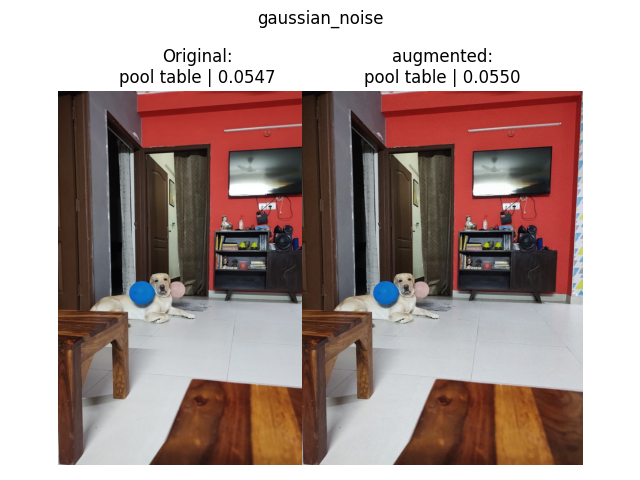 gaussian_noise
Original:
pool table | 0.0547
augmented:
pool table | 0.0550